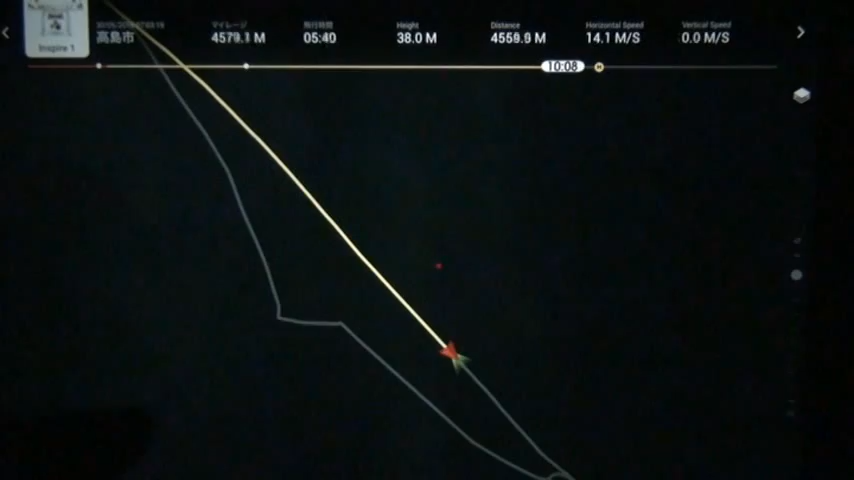 高島市
マイレージ
4579.1 M
飛行時間
05:40
Height
38.0 M
Distance
4559.9 M
Horizontal Speed
14.1 M/S
Vertical Speed
0.0 M/S
10:08
H
Inspire 1